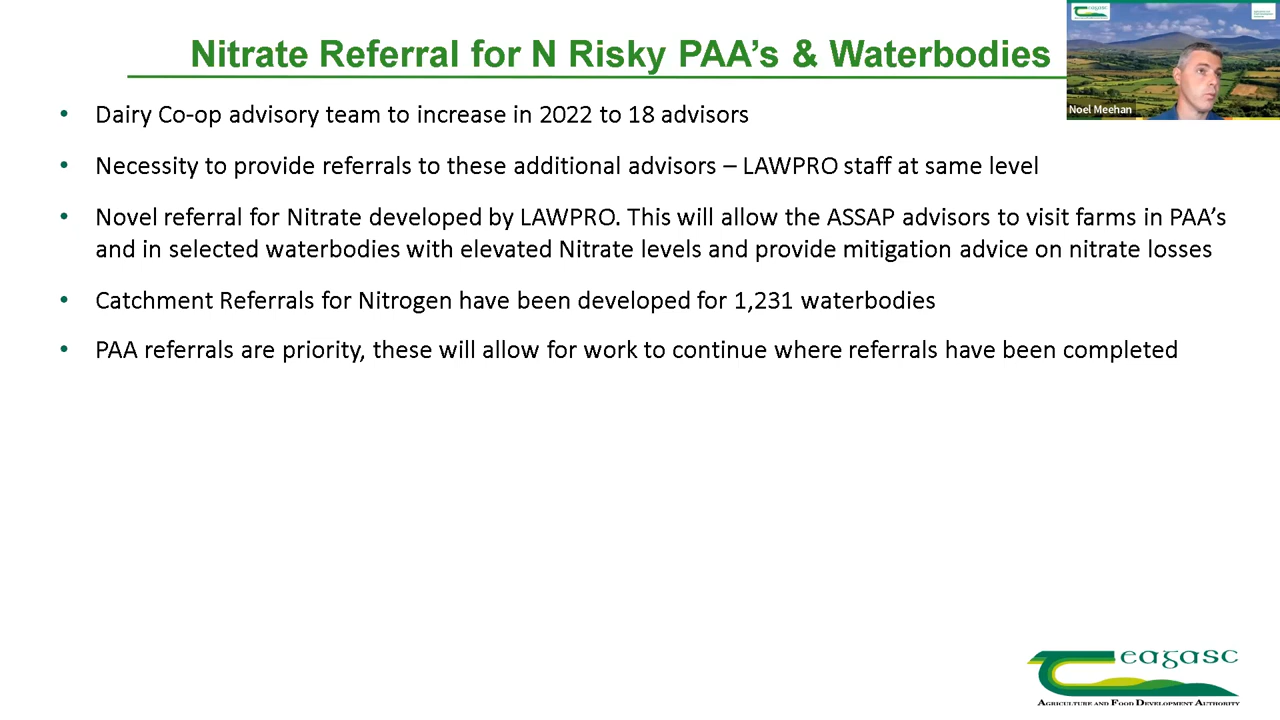 Nitrate Referral for N Risky PAA's & Waterbodies
Noel Meehan
• Dairy Co-op advisory team to increase in 2022 to 18 advisors
• Necessity to provide referrals to these additional advisors – LAWPRO staff at same level
• Novel referral for Nitrate developed by LAWPRO. This will allow the ASSAP advisors to visit farms in PAA's
and in selected waterbodies with elevated Nitrate levels and provide mitigation advice on nitrate losses
• Catchment Referrals for Nitrogen have been developed for 1,231 waterbodies
• PAA referrals are priority, these will allow for work to continue where referrals have been completed
eagasc
Agriculture and Food Development Authority